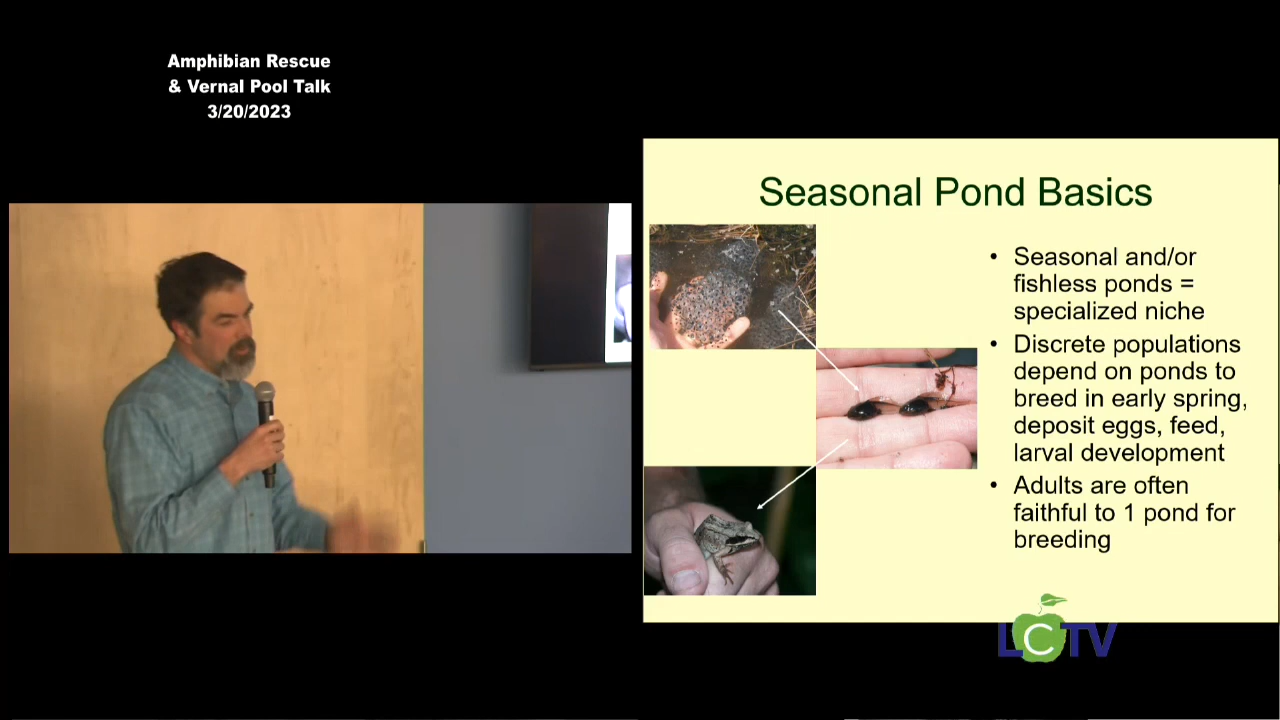 Amphibian Rescue
& Vernal Pool Talk
3/20/2023
Seasonal Pond Basics
• Seasonal and/or
fishless ponds =
specialized niche
• Discrete populations
depend on ponds to
breed in early spring,
deposit eggs, feed,
larval development
• Adults are often
faithful to 1 pond for
breeding
LCTV